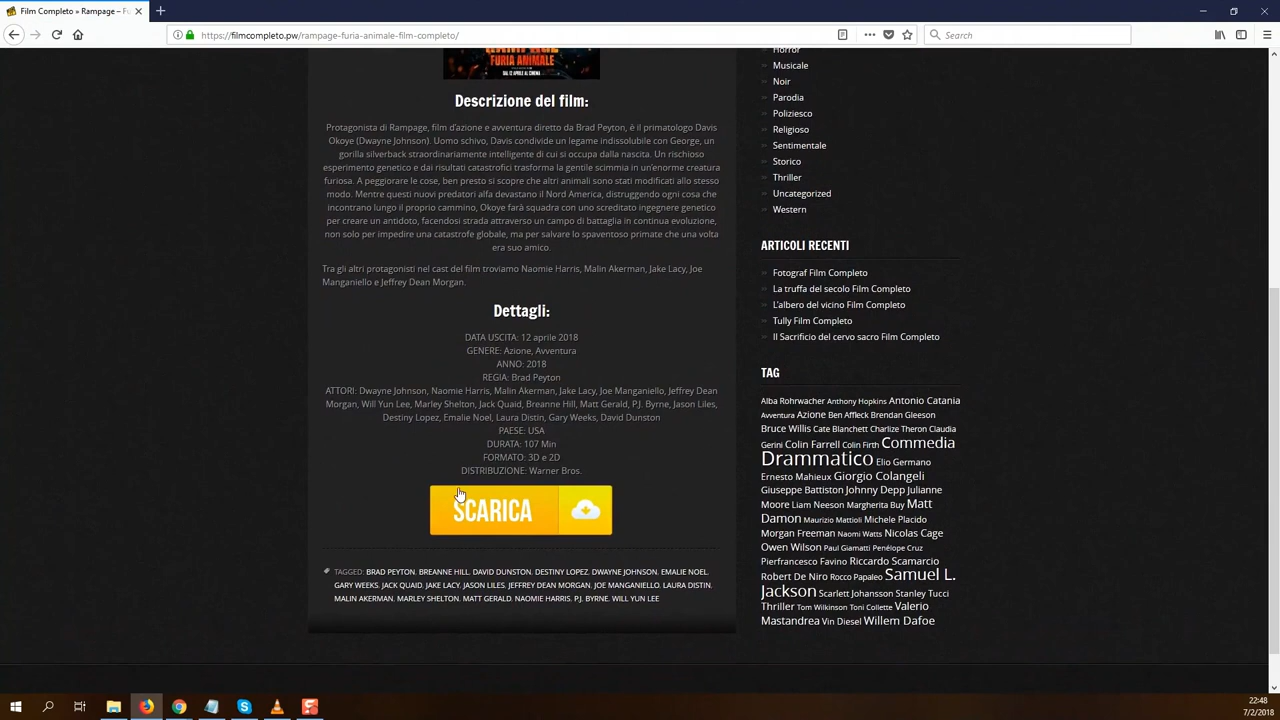 Film Completo » Rampage – Fu
https://filmcompleto.pw/rampage-furia-animale-film-completo/
Search
FURIA ANIMALE
DAL 12 APRILE AL CINEMA
Descrizione del film:
Protagonista di Rampage, film d'azione e avventura diretto da Brad Peyton, è il primatologo Davis
Okoye (Dwayne Johnson). Uomo schivo, Davis condivide un legame indissolubile con George, un
gorilla silverback straordinariamente intelligente di cui si occupa dalla nascita. Un rischioso
esperimento genetico e dai risultati catastrofici trasforma la gentile scimmia in un'enorme creatura
furiosa. A peggiorare le cose, ben presto si scopre che altri animali sono stati modificati allo stesso
modo. Mentre questi nuovi predatori alfa devastano il Nord America, distruggendo ogni cosa che
incontrano lungo il proprio cammino, Okoye farà squadra con uno screditato ingegnere genetico
per creare un antidoto, facendosi strada attraverso un campo di battaglia in continua evoluzione,
non solo per impedire una catastrofe globale, ma per salvare lo spaventoso primate che una volta
era suo amico.
Tra gli altri protagonisti nel cast del film troviamo Naomie Harris, Malin Akerman, Jake Lacy, Joe
Manganiello e Jeffrey Dean Morgan.
Dettagli:
DATA USCITA: 12 aprile 2018
GENERE: Azione, Avventura
ANNO: 2018
REGIA: Brad Peyton
ATTORI: Dwayne Johnson, Naomie Harris, Malin Akerman, Jake Lacy, Joe Manganiello, Jeffrey Dean
Morgan, Will Yun Lee, Marley Shelton, Jack Quaid, Breanne Hill, Matt Gerald, P.J. Byrne, Jason Liles,
Destiny Lopez, Emalie Noel, Laura Distin, Gary Weeks, David Dunston
PAESE: USA
DURATA: 107 Min
FORMATO: 3D e 2D
DISTRIBUZIONE: Warner Bros.
SCARICA
TAGGED: BRAD PEYTON, BREANNE HILL, DAVID DUNSTON, DESTINY LOPEZ, DWAYNE JOHNSON, EMALIE NOEL,
GARY WEEKS, JACK QUAID, JAKE LACY, JASON LILES, JEFFREY DEAN MORGAN, JOE MANGANIELLO, LAURA DISTIN,
MALIN AKERMAN, MARLEY SHELTON, MATT GERALD, NAOMIE HARRIS, P.J. BYRNE, WILL YUN LEE
Horror
Musicale
Noir
Parodia
Poliziesco
Religioso
Sentimentale
Storico
Thriller
Uncategorized
Western
ARTICOLI RECENTI
Fotograf Film Completo
La truffa del secolo Film Completo
L'albero del vicino Film Completo
Tully Film Completo
Il Sacrificio del cervo sacro Film Completo
TAG
Alba Rohrwacher Anthony Hopkins Antonio Catania
Avventura Azione Ben Affleck Brendan Gleeson
Bruce Willis Cate Blanchett Charlize Theron Claudia
Gerini Colin Farrell Colin Firth Commedia
Drammatico Elio Germano
Ernesto Mahieux Giorgio Colangeli
Giuseppe Battiston Johnny Depp Julianne
Moore Liam Neeson Margherita Buy Matt
Damon Maurizio Mattioli Michele Placido
Morgan Freeman Naomi Watts Nicolas Cage
Owen Wilson Paul Giamatti Penélope Cruz
Pierfrancesco Favino Riccardo Scamarcio
Robert De Niro Rocco Papaleo Samuel L.
Jackson Scarlett Johansson Stanley Tucci
Thriller Tom Wilkinson Toni Collette Valerio
Mastandrea Vin Diesel Willem Dafoe
22:48
7/2/2018